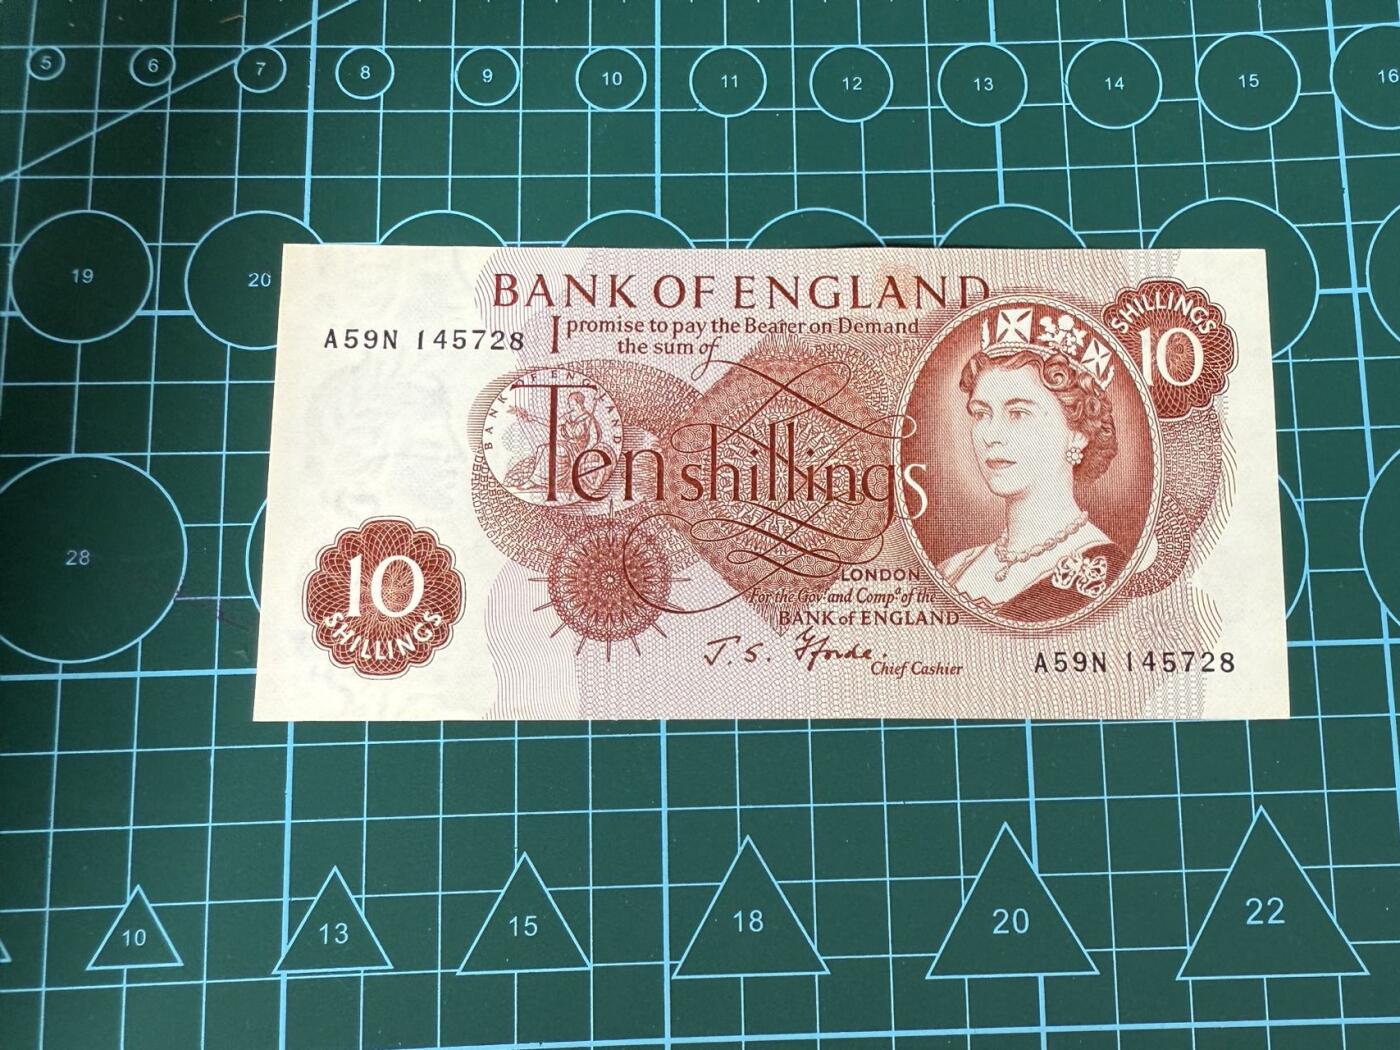 5 6 7 8 9 10 11 12 13 14 15 16
19 20
BANK OF ENGLAND
A59N 145728
I promise to pay the Bearer on Demand
the sum of
SHILLINGS
10
BANK OF ENGLAND
Ten shillings
28
10
SHILLINGS
LONDON
For the Govr and Compa of the
BANK of ENGLAND
J. S. Fforde.
Chief Cashier
A59N 145728
10 13 15 18 20 22